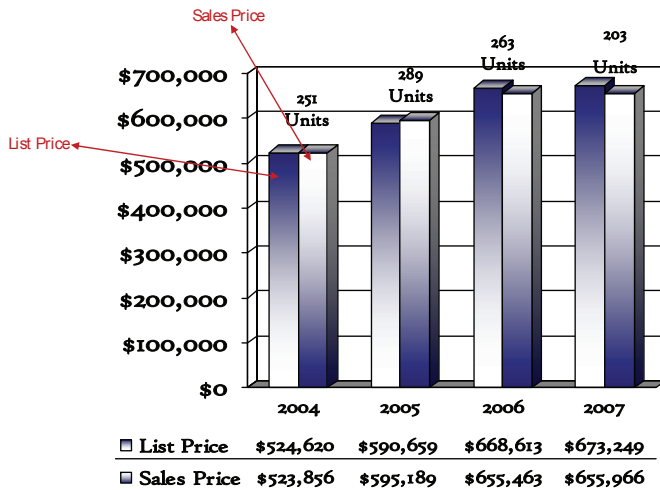 Sales Price
263
Units
203
Units
289
Units
251
Units
List Price
$700,000
$600,000
$500,000
$400,000
$300,000
$200,000
$100,000
$0
2004 2005 2006 2007
List Price $524,620 $590,659 $668,613 $673,249
Sales Price $523,856 $595,189 $655,463 $655,966